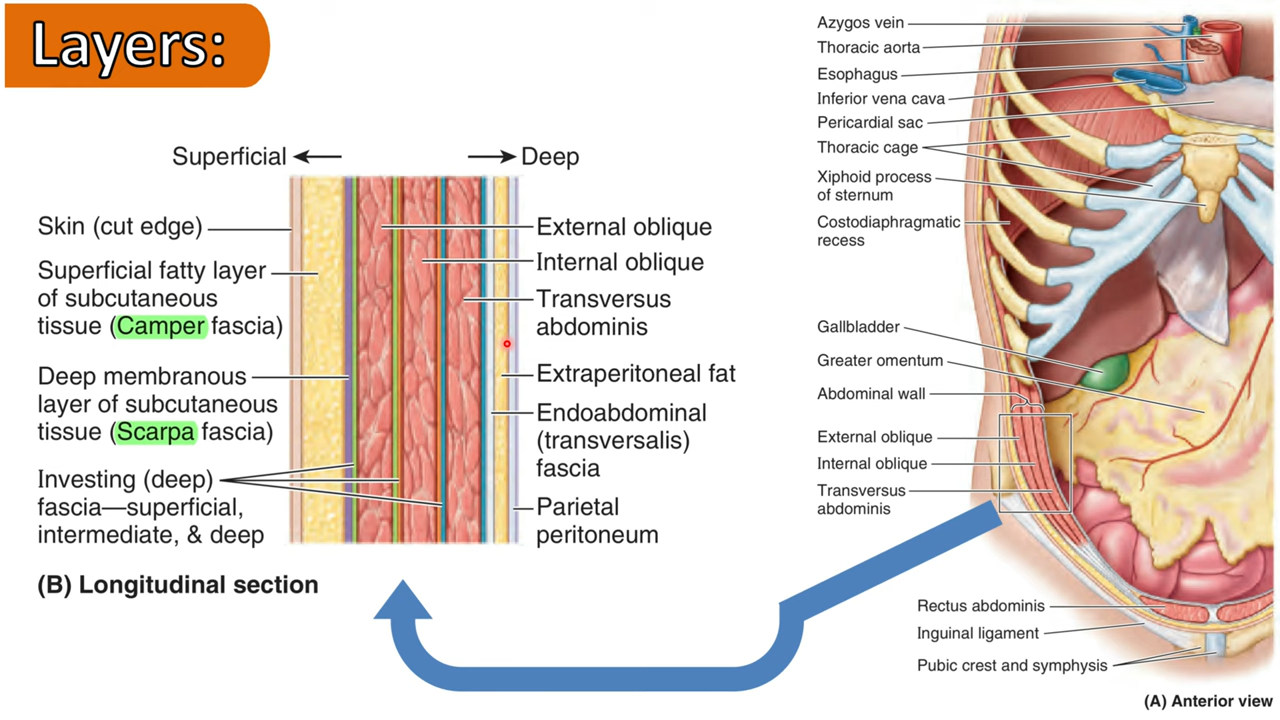 Layers:
Superficial
Deep
Skin (cut edge)
Superficial fatty layer
of subcutaneous
tissue (Camper fascia)
Deep membranous
layer of subcutaneous
tissue (Scarpa fascia)
Investing (deep)
fascia—superficial,
intermediate, & deep
External oblique
Internal oblique
Transversus
abdominis
Extraperitoneal fat
Endoabdominal
(transversalis)
fascia
Parietal
peritoneum
(B) Longitudinal section
Azygos vein
Thoracic aorta
Esophagus
Inferior vena cava
Pericardial sac
Thoracic cage
Xiphoid process
of sternum
Costodiaphragmatic
recess
Gallbladder
Greater omentum
Abdominal wall
External oblique
Internal oblique
Transversus
abdominis
Rectus abdominis
Inguinal ligament
Pubic crest and symphysis
(A) Anterior view